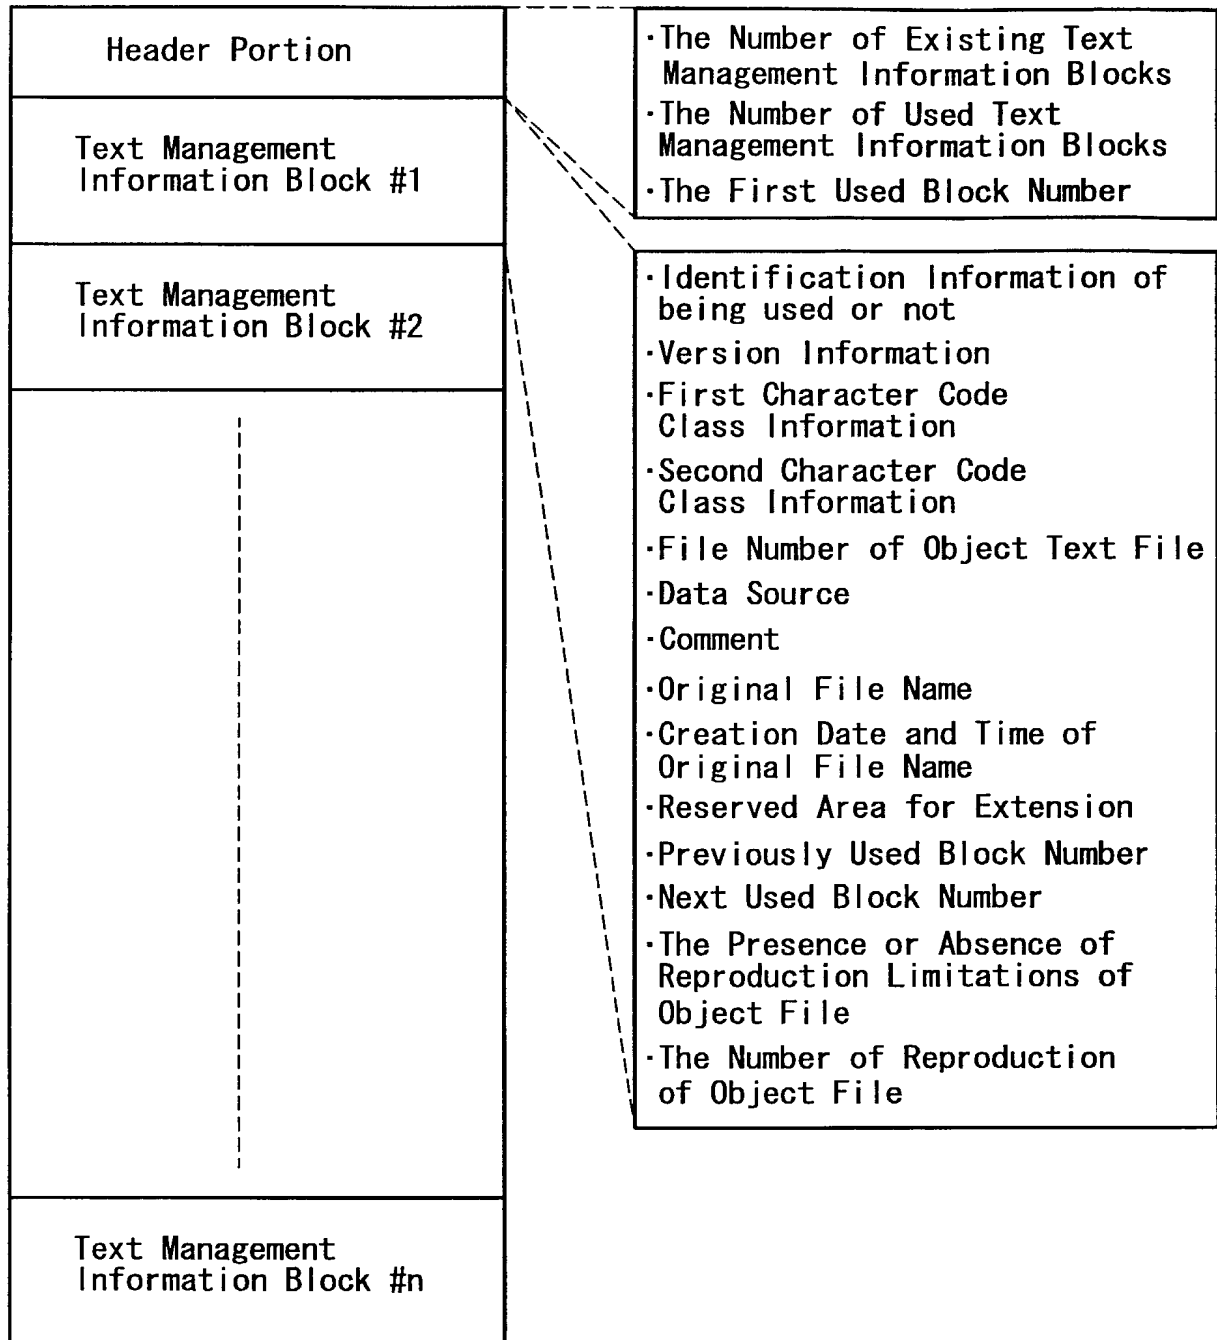 Header Portion
Text Management
Information Block #1
Text Management
Information Block #2
Text Management
Information Block #n
·The Number of Existing Text
Management Information Blocks
·The Number of Used Text
Management Information Blocks
·The First Used Block Number
·Identification Information of
being used or not
·Version Information
·First Character Code
Class Information
·Second Character Code
Class Information
·File Number of Object Text File
·Data Source
·Comment
·Original File Name
·Creation Date and Time of
Original File Name
·Reserved Area for Extension
·Previously Used Block Number
·Next Used Block Number
·The Presence or Absence of
Reproduction Limitations of
Object File
·The Number of Reproduction
of Object File